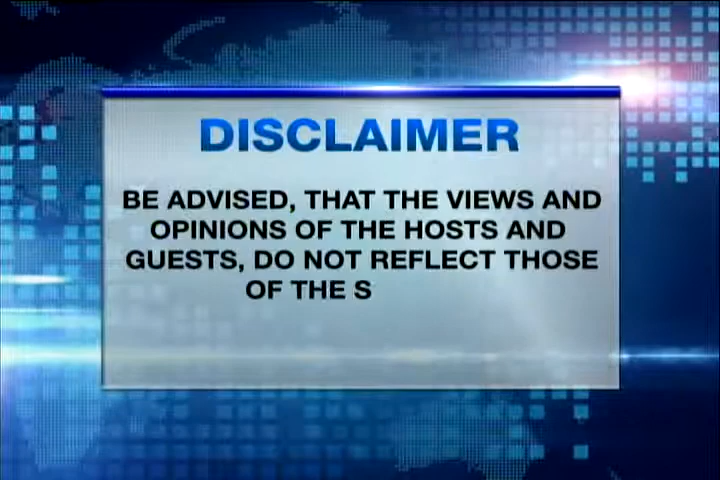 DISCLAIMER
BE ADVISED, THAT THE VIEWS AND
OPINIONS OF THE HOSTS AND
GUESTS, DO NOT REFLECT THOSE
OF THE S